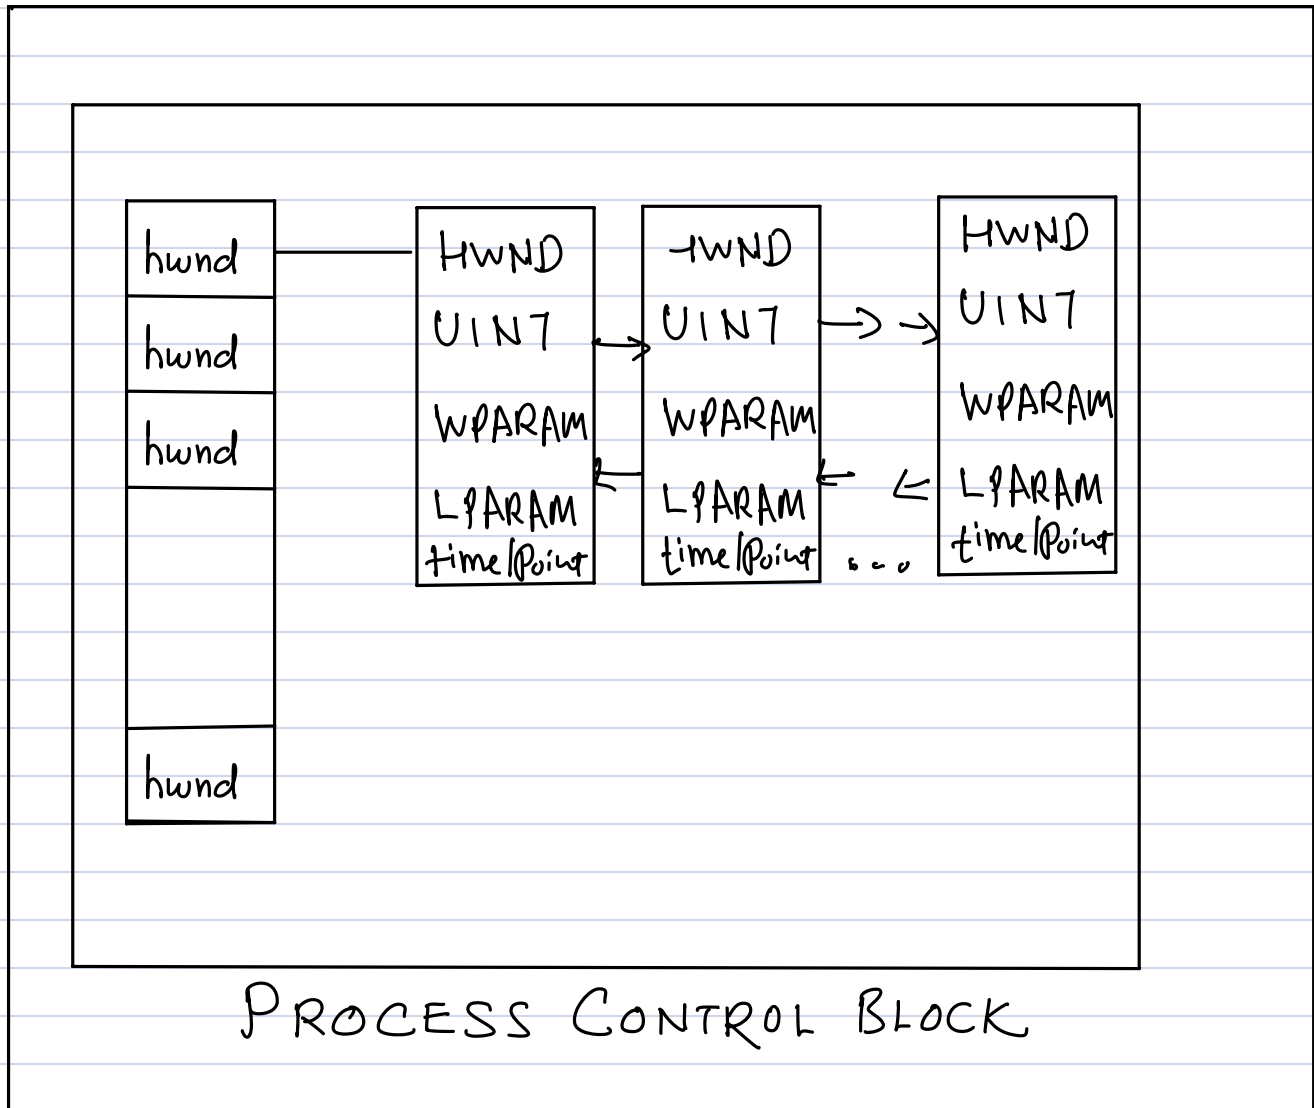 hwnd
hwnd
hwnd
hwnd
HWND
UINT
WPARAM
LPARAM
time/Point
HWND
UINT
WPARAM
LPARAM
time/Point
...
HWND
UINT
WPARAM
LPARAM
time/Point
PROCESS CONTROL BLOCK